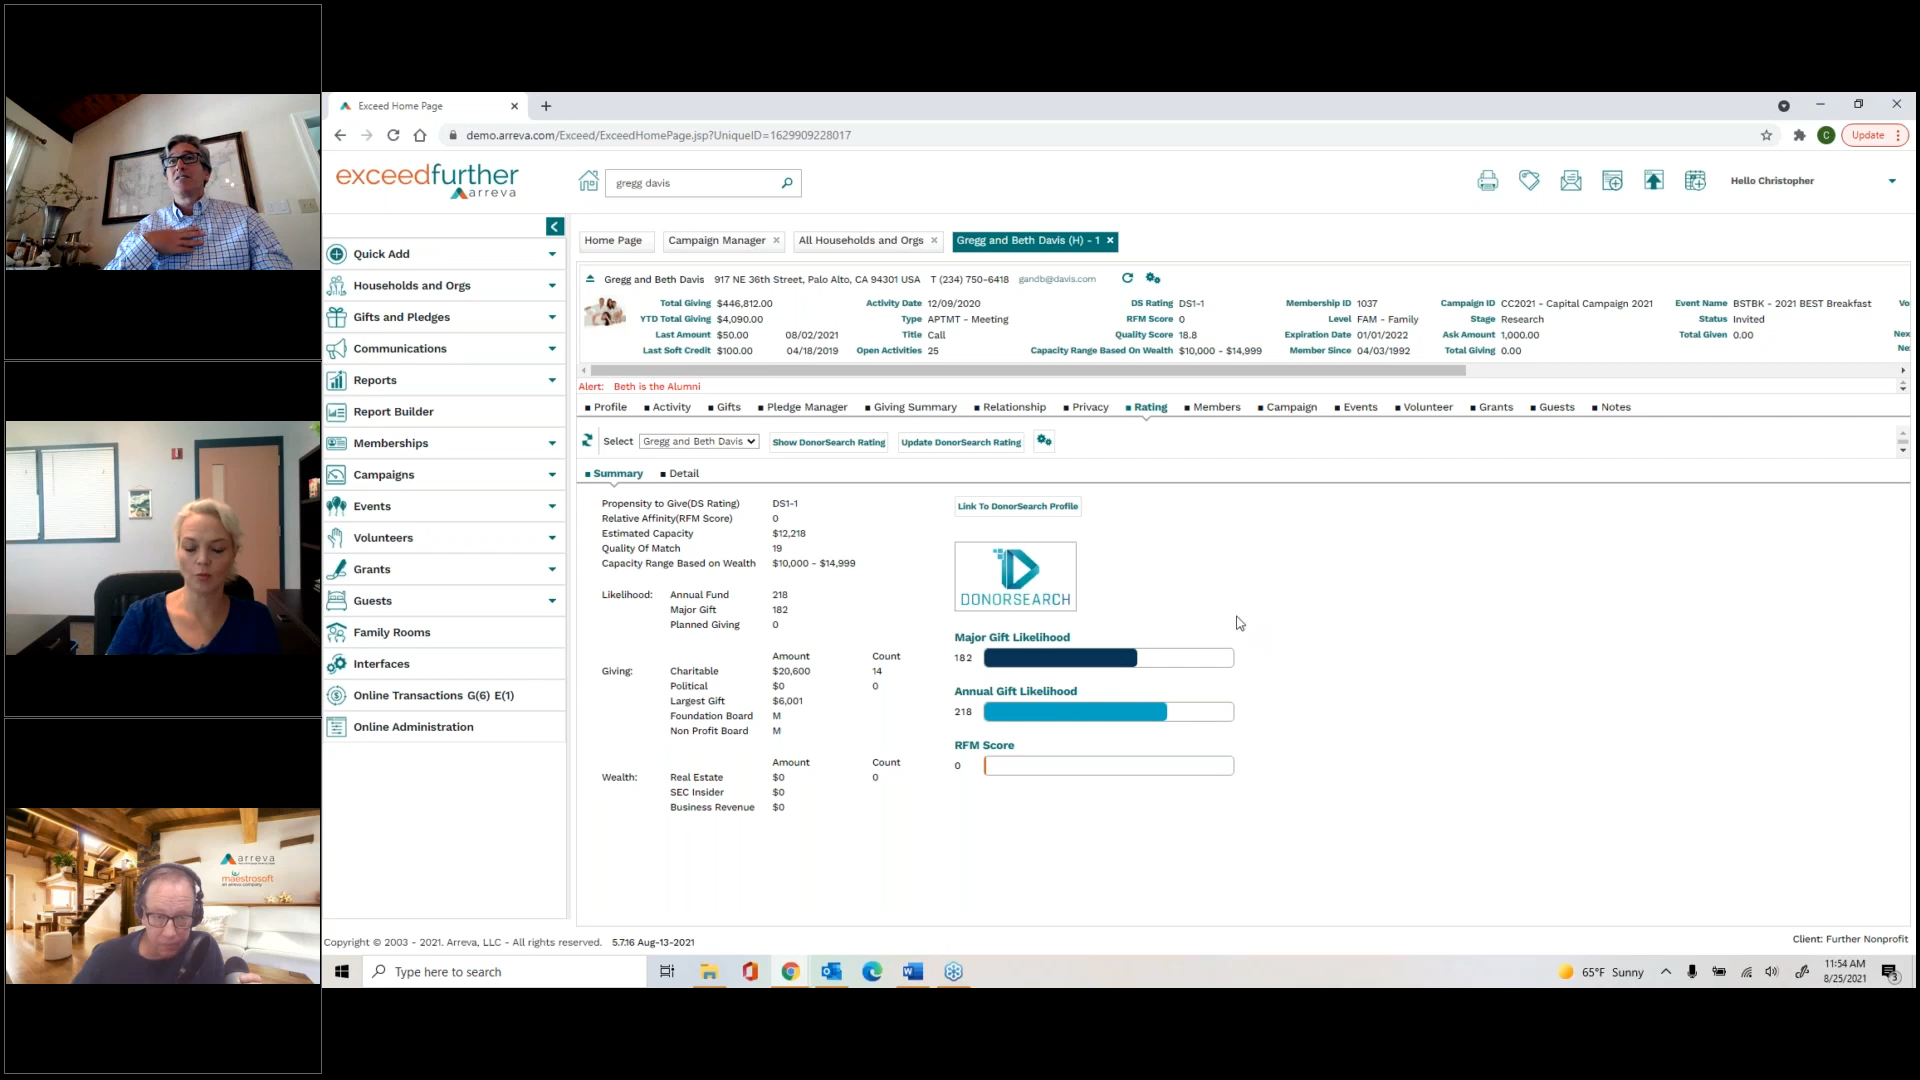 Exceed Home Page
demo.arreva.com/Exceed/ExceedHomePage.jsp?UniqueID=1629909228017
C
Update
exceedfurther
arreva
gregg davis
Hello Christopher
Quick Add
Households and Orgs
Gifts and Pledges
Communications
Reports
Report Builder
Memberships
Campaigns
Events
Volunteers
Grants
Guests
Family Rooms
Interfaces
Online Transactions G(6) E(1)
Online Administration
Home Page
Campaign Manager
All Households and Orgs
Gregg and Beth Davis (H) - 1
Gregg and Beth Davis 917 NE 36th Street, Palo Alto, CA 94301 USA T (234) 750-6418 gandb@davis.com
Total Giving $446,812.00 Activity Date 12/09/2020 DS Rating DS1-1 Membership ID 1037 Campaign ID CC2021 - Capital Campaign 2021 Event Name BSTBK - 2021 BEST Breakfast Vo
YTD Total Giving $4,090.00 Type APTMT - Meeting RFM Score 0 Level FAM - Family Stage Research Status Invited
Last Amount $50.00 08/02/2021 Title Call Quality Score 18.8 Expiration Date 01/01/2022 Ask Amount 1,000.00 Total Given 0.00 Nex
Last Soft Credit $100.00 04/18/2019 Open Activities 25 Capacity Range Based On Wealth $10,000 - $14,999 Member Since 04/03/1992 Total Giving 0.00 Ne
Alert: Beth is the Alumni
Profile Activity Gifts Pledge Manager Giving Summary Relationship Privacy Rating Members Campaign Events Volunteer Grants Guests Notes
Select Gregg and Beth Davis Show DonorSearch Rating Update DonorSearch Rating
Summary Detail
Propensity to Give(DS Rating) DS1-1
Relative Affinity(RFM Score) 0
Estimated Capacity $12,218
Quality Of Match 19
Capacity Range Based on Wealth $10,000 - $14,999
Likelihood: Annual Fund 218
Major Gift 182
Planned Giving 0
Amount Count
Giving: Charitable $20,600 14
Political $0 0
Largest Gift $6,001
Foundation Board M
Non Profit Board M
Amount Count
Wealth: Real Estate $0 0
SEC Insider $0
Business Revenue $0
Link To DonorSearch Profile
DONORSEARCH
Major Gift Likelihood
182
Annual Gift Likelihood
218
RFM Score
0
arreva
maestrosoft
Copyright © 2003 - 2021. Arreva, LLC - All rights reserved. 5.7.16 Aug-13-2021
Client: Further Nonprofit
Type here to search
65°F Sunny
11:54 AM
8/25/2021
3